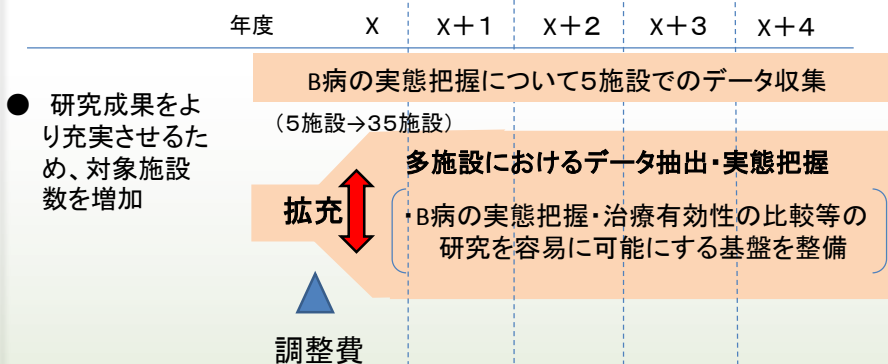 年度 X X+1 X+2 X+3 X+4
B病の実態把握について5施設でのデータ収集
● 研究成果をよ
り充実させるた
め、対象施設
数を増加
（5施設→35施設）
多施設におけるデータ抽出・実態把握
拡充
・B病の実態把握・治療有効性の比較等の
研究を容易に可能にする基盤を整備
調整費